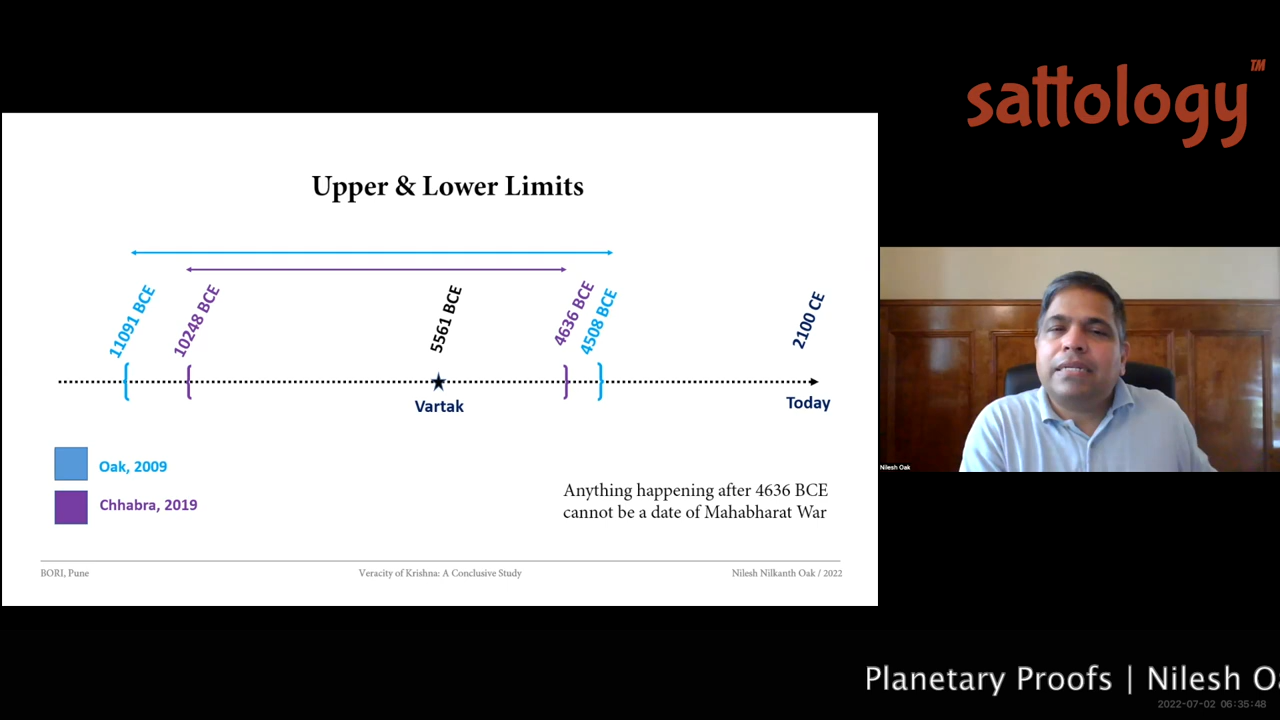 sattology™
Upper & Lower Limits
11091 BCE
10248 BCE
5561 BCE
4636 BCE
4508 BCE
2100 CE
Vartak
Today
Oak, 2009
Chhabra, 2019
Anything happening after 4636 BCE
cannot be a date of Mahabharat War
BORI, Pune
Veracity of Krishna: A Conclusive Study
Nilesh Nilkanth Oak / 2022
Nilesh Oak
Planetary Proofs | Nilesh O
2022-07-02 06:35:48